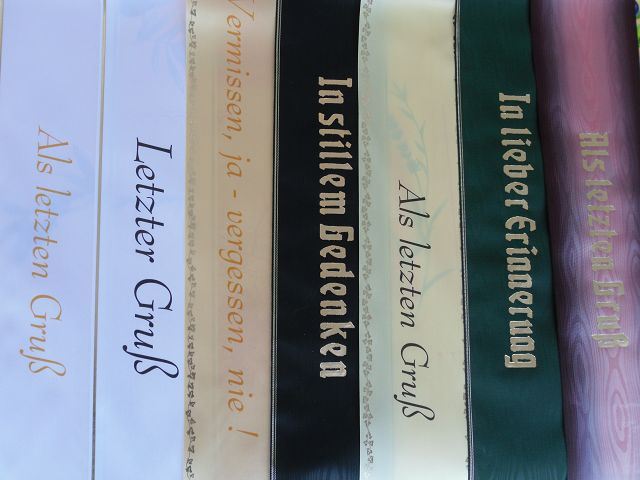 Als letzten Gruß
In lieber Erinnerung
Als letzten Gruß
In stillem Gedenken
Vermissen, ja - vergessen, nie !
Letzter Gruß
Als letzten Gruß